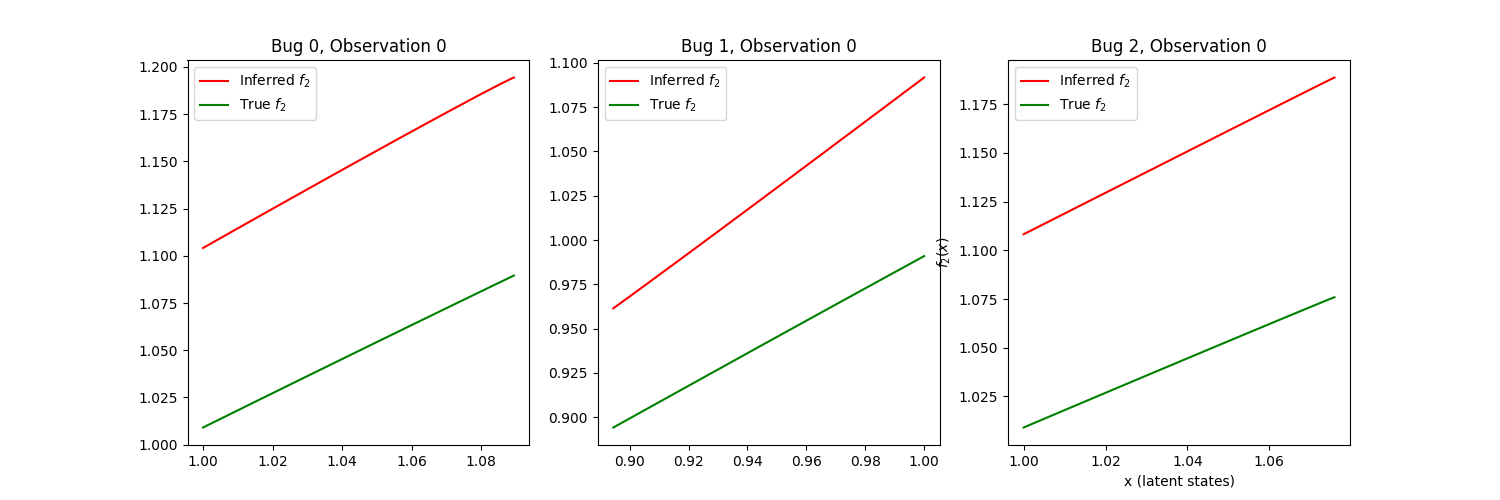 Bug 0, Observation 0
Inferred f₂
True f₂
1.200
1.175
1.150
1.125
1.100
1.075
1.050
1.025
1.000
1.00 1.02 1.04 1.06 1.08
Bug 1, Observation 0
Inferred f₂
True f₂
1.100
1.075
1.050
1.025
1.000
0.975
0.950
0.925
0.900
0.90 0.92 0.94 0.96 0.98 1.00
Bug 2, Observation 0
Inferred f₂
True f₂
f₂(x)
1.175
1.150
1.125
1.100
1.075
1.050
1.025
1.00 1.02 1.04 1.06
x (latent states)